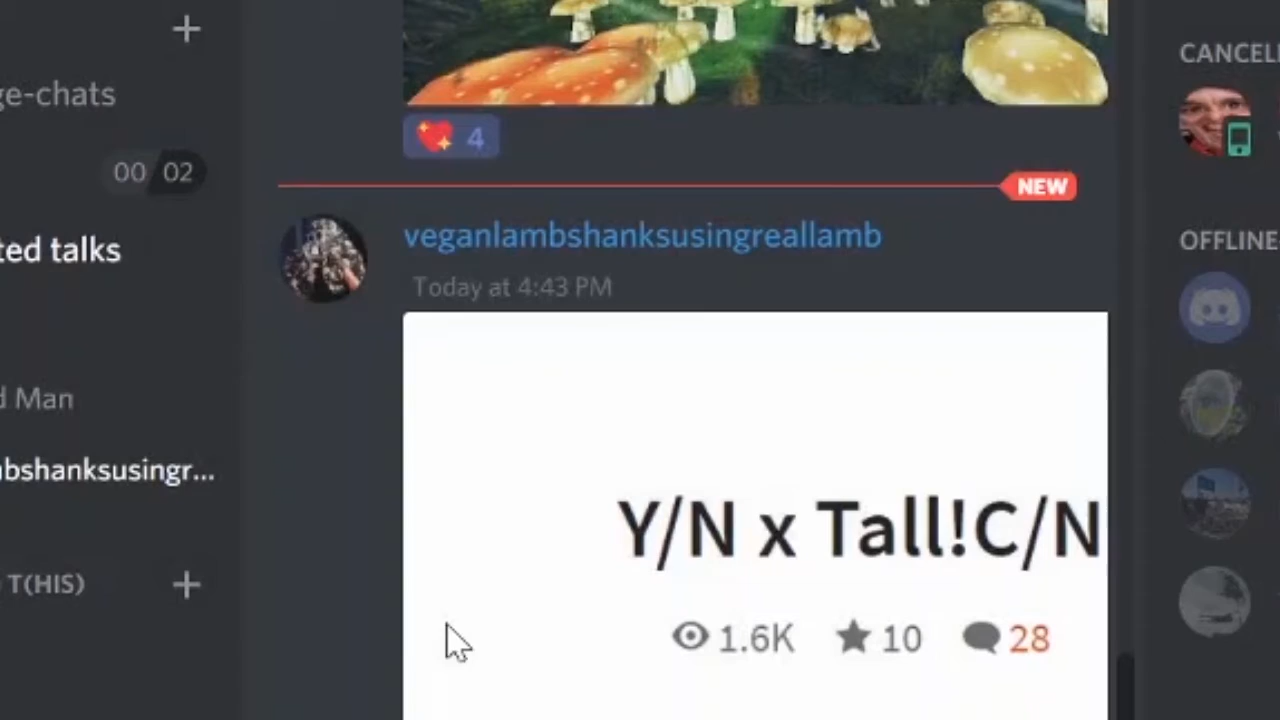 ge-chats
00 02
ted talks
d Man
bshanksusingr...
T(HIS)
4
NEW
veganlambshanksusingreallamb
Today at 4:43 PM
Y/N x Tall!C/N
1.6K 10 28
CANCEL
OFFLINE